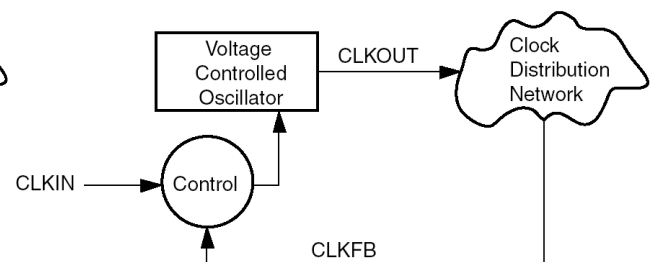 Voltage
Controlled
Oscillator
CLKOUT
Clock
Distribution
Network
CLKIN
Control
CLKFB